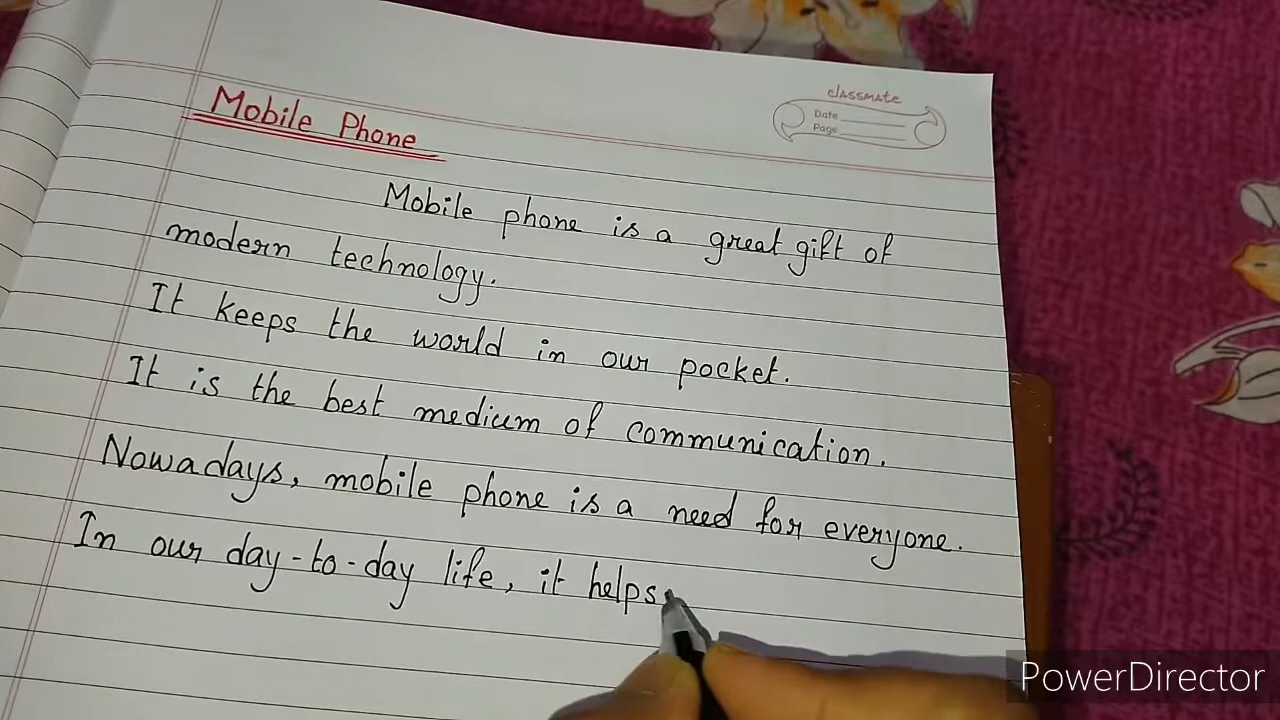 classmate
Date
Page
Mobile Phone
Mobile phone is a great gift of
modern technology.
It keeps the world in our pocket.
It is the best medium of communication.
Nowadays, mobile phone is a need for everyone.
In our day-to-day life, it helps
PowerDirector